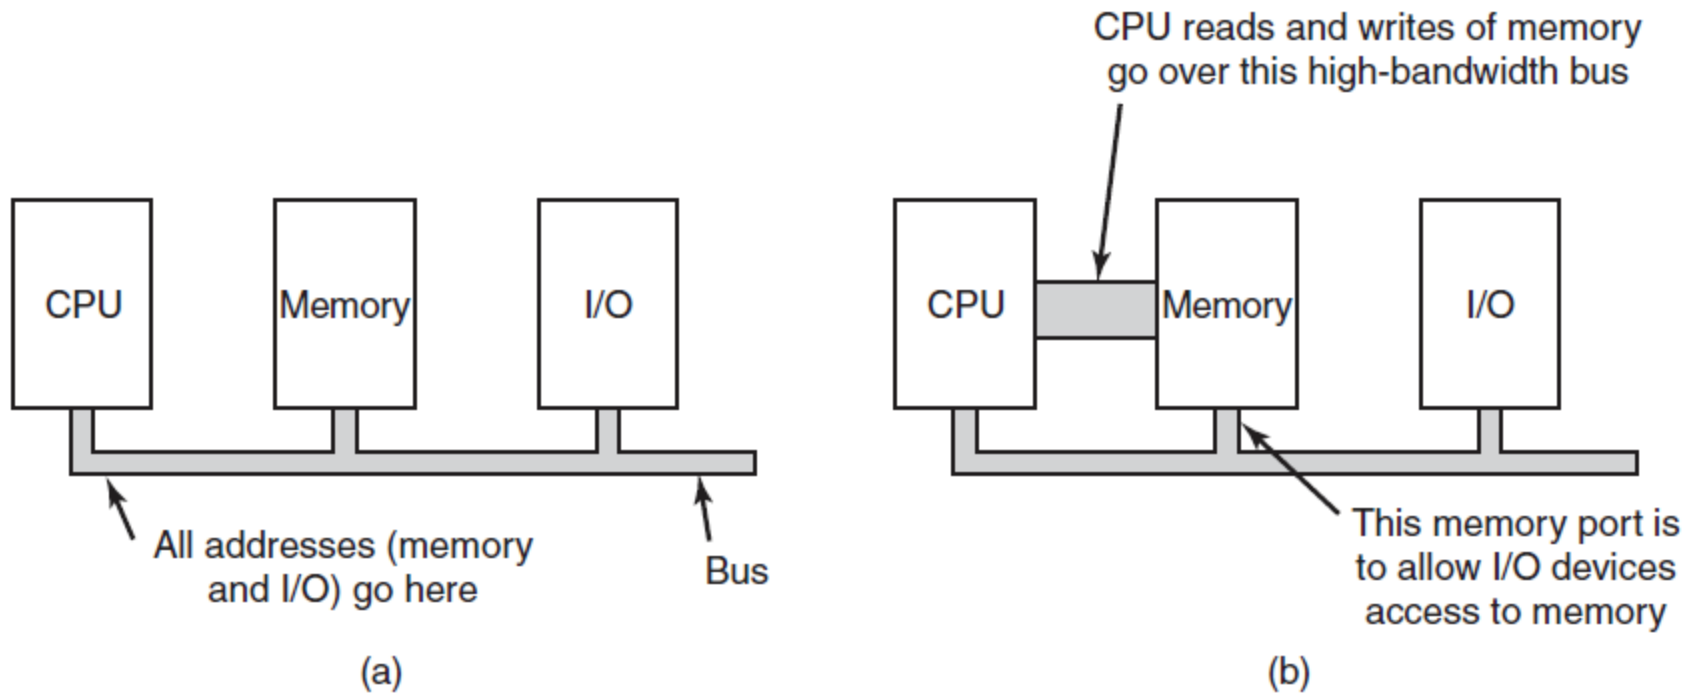 CPU
Memory
I/O
All addresses (memory
and I/O) go here
Bus
(a)
CPU reads and writes of memory
go over this high-bandwidth bus
CPU
Memory
I/O
This memory port is
to allow I/O devices
access to memory
(b)